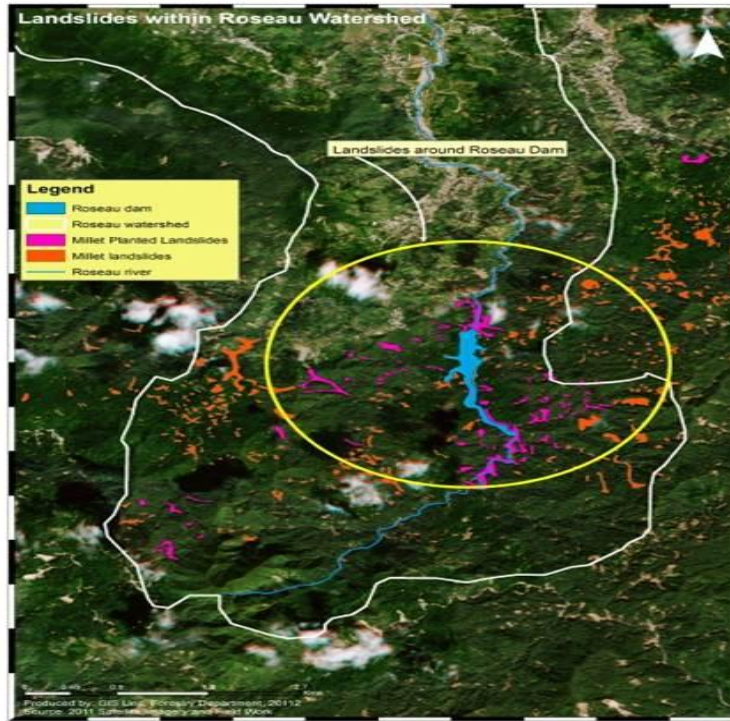 Landslides within Roseau Watershed
N
Landslides around Roseau Dam
Legend
Roseau dam
Roseau watershed
Millet Planted Landslides
Millet landslides
Roseau river
Produced by: GIS Unit, Forestry Department, 20112
Source: 2011 Satellite Imagery and Field Work